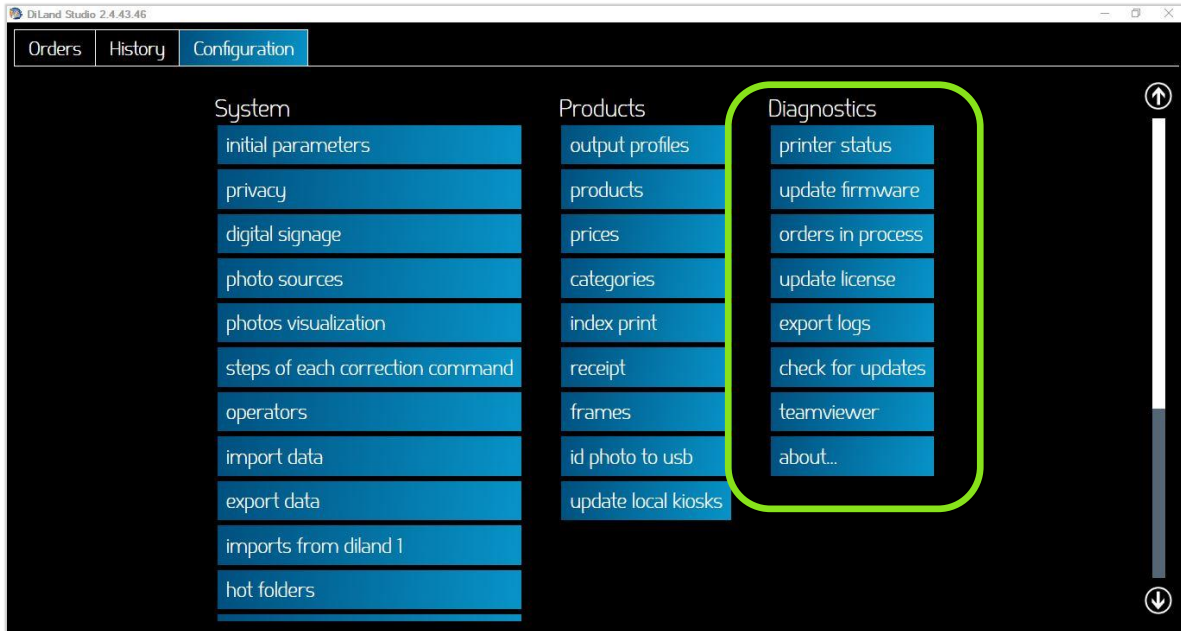 DiLand Studio 2.4.43.46
Orders History Configuration
System
initial parameters
privacy
digital signage
photo sources
photos visualization
steps of each correction command
operators
import data
export data
imports from diland 1
hot folders
Products
output profiles
products
prices
categories
index print
receipt
frames
id photo to usb
update local kiosks
Diagnostics
printer status
update firmware
orders in process
update license
export logs
check for updates
teamviewer
about...